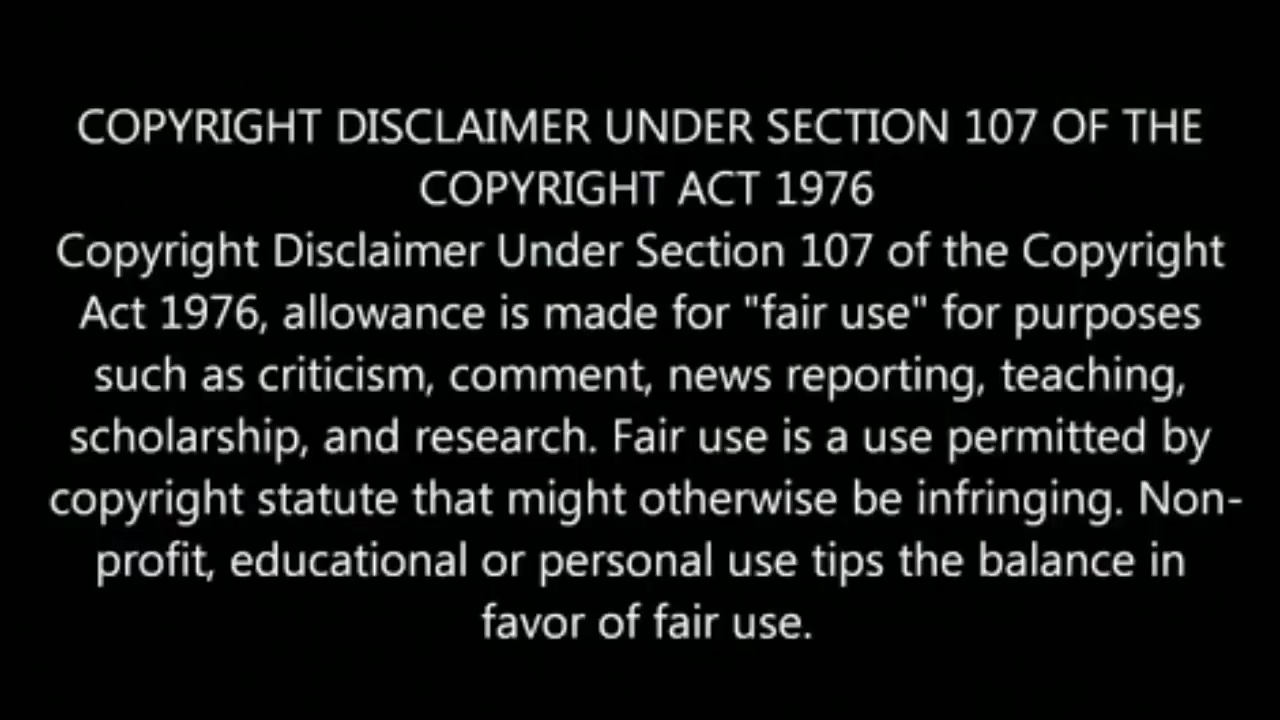 COPYRIGHT DISCLAIMER UNDER SECTION 107 OF THE
COPYRIGHT ACT 1976
Copyright Disclaimer Under Section 107 of the Copyright
Act 1976, allowance is made for "fair use" for purposes
such as criticism, comment, news reporting, teaching,
scholarship, and research. Fair use is a use permitted by
copyright statute that might otherwise be infringing. Non-
profit, educational or personal use tips the balance in
favor of fair use.